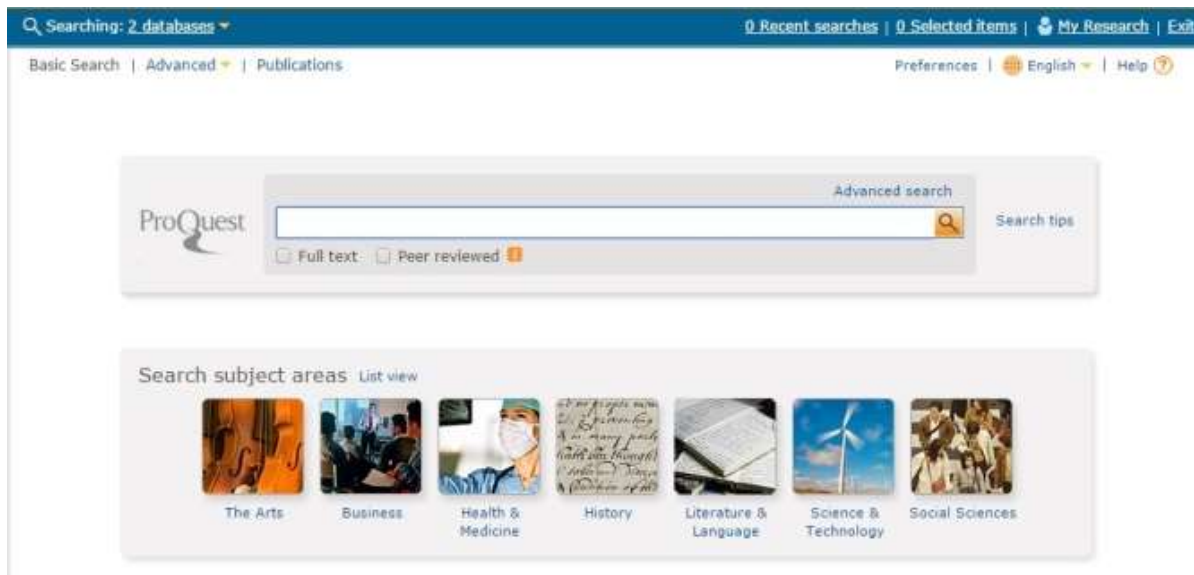 Searching: 2 databases 0 Recent searches | 0 Selected items | My Research | Exit
Basic Search | Advanced | Publications Preferences | English | Help ?
Advanced search
ProQuest Search tips
Full text Peer reviewed
Search subject areas List view
The Arts Business Health & Medicine History Literature & Language Science & Technology Social Sciences